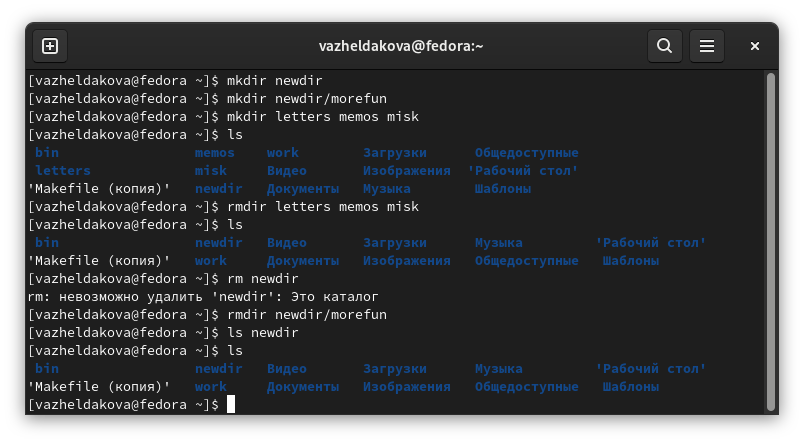 vazheldakova@fedora:~
[vazheldakova@fedora ~]$ mkdir newdir
[vazheldakova@fedora ~]$ mkdir newdir/morefun
[vazheldakova@fedora ~]$ mkdir letters memos misk
[vazheldakova@fedora ~]$ ls
bin memos work Загрузки Общедоступные
letters misk Видео Изображения 'Рабочий стол'
'Makefile (копия)' newdir Документы Музыка Шаблоны
[vazheldakova@fedora ~]$ rmdir letters memos misk
[vazheldakova@fedora ~]$ ls
bin newdir Видео Загрузки Музыка 'Рабочий стол'
'Makefile (копия)' work Документы Изображения Общедоступные Шаблоны
[vazheldakova@fedora ~]$ rm newdir
rm: невозможно удалить 'newdir': Это каталог
[vazheldakova@fedora ~]$ rmdir newdir/morefun
[vazheldakova@fedora ~]$ ls newdir
[vazheldakova@fedora ~]$ ls
bin newdir Видео Загрузки Музыка 'Рабочий стол'
'Makefile (копия)' work Документы Изображения Общедоступные Шаблоны
[vazheldakova@fedora ~]$